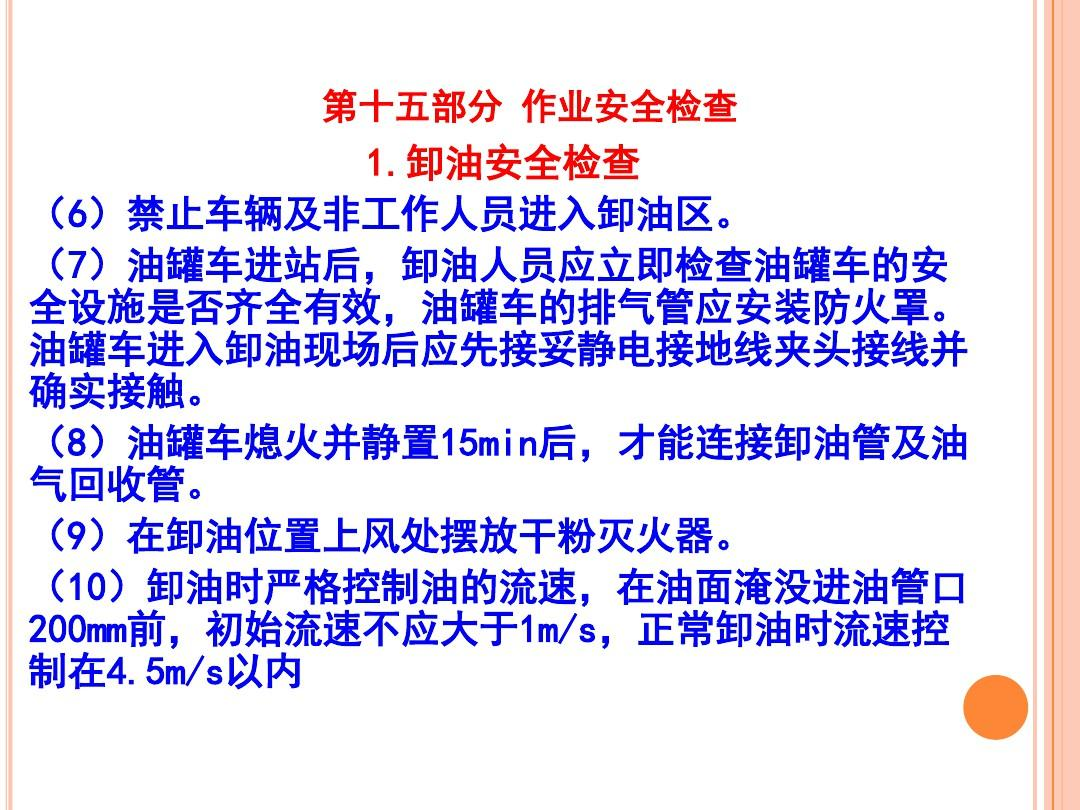 第十五部分 作业安全检查
1.卸油安全检查
（6）禁止车辆及非工作人员进入卸油区。
（7）油罐车进站后，卸油人员应立即检查油罐车的安
全设施是否齐全有效，油罐车的排气管应安装防火罩。
油罐车进入卸油现场后应先接妥静电接地线夹头接线并
确实接触。
（8）油罐车熄火并静置15min后，才能连接卸油管及油
气回收管。
（9）在卸油位置上风处摆放干粉灭火器。
（10）卸油时严格控制油的流速，在油面淹没进油管口
200mm前，初始流速不应大于1m/s，正常卸油时流速控
制在4.5m/s以内